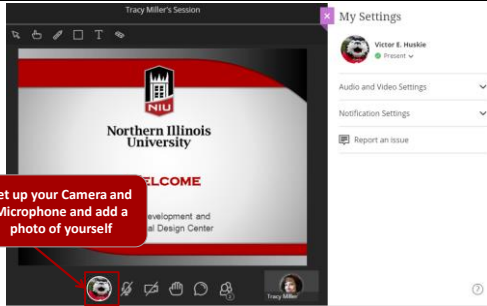 Tracy Miller's Session
My Settings
Victor E. Huskie
Present
Audio and Video Settings
Notification Settings
Report an issue
T
NIU
Northern Illinois
University
ELCOME
evelopment and
al Design Center
et up your Camera and
Microphone and add a
photo of yourself
Tracy Miller